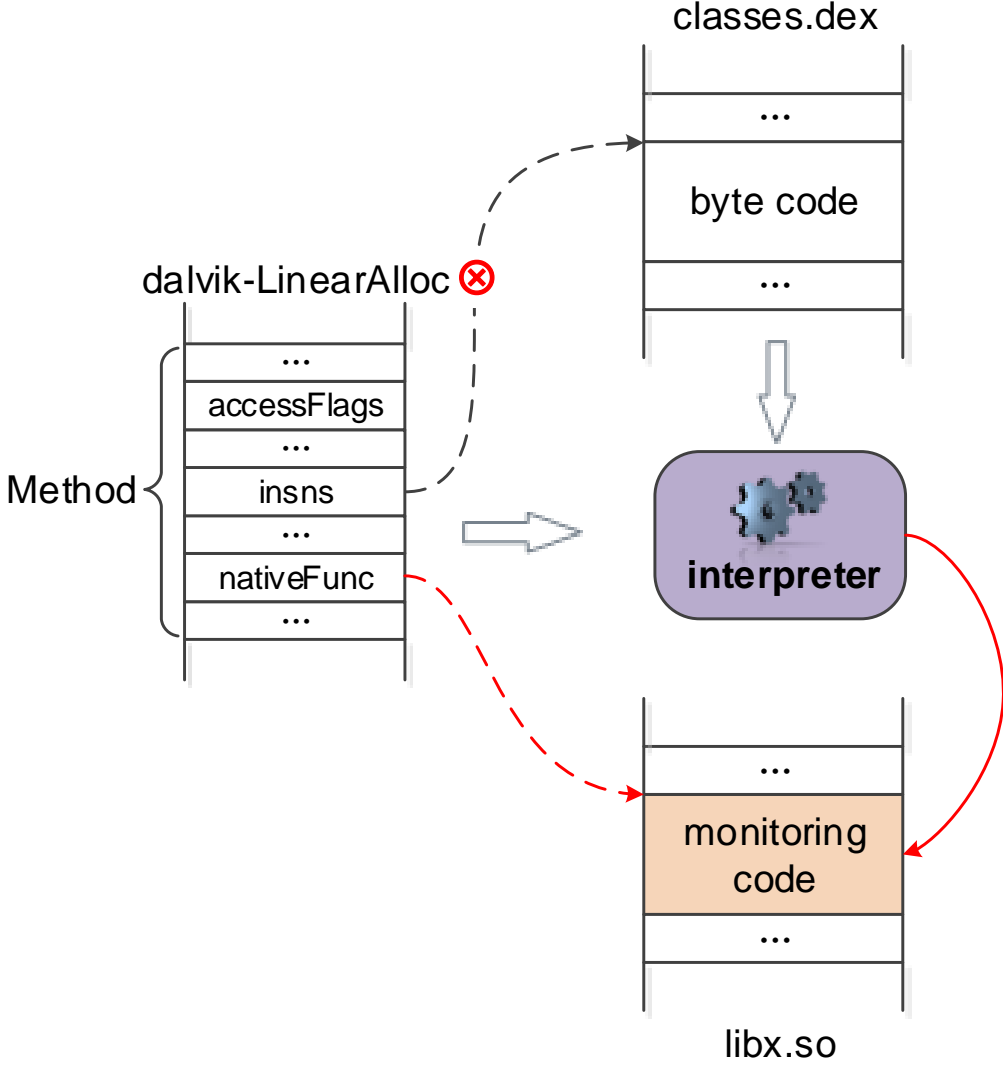 classes.dex
...
byte code
...
dalvik-LinearAlloc
...
accessFlags
...
insns
...
nativeFunc
...
Method
interpreter
...
monitoring
code
...
libx.so